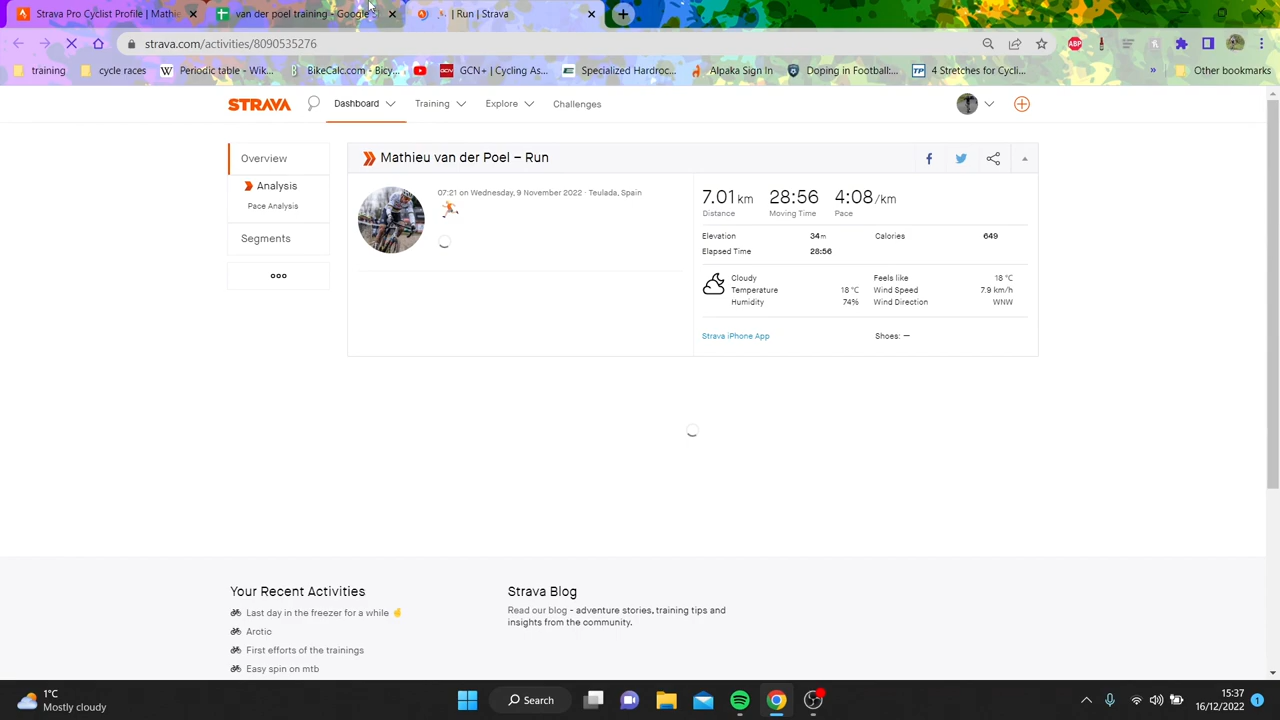 Strava Pro Cyclist Profile | Mathie
van der poel training - Google S
| Run | Strava
strava.com/activities/8090535276
ABP
training
cycle races
W Periodic table - Wik...
BikeCalc.com - Bicy...
GCN+ | Cycling As...
Specialized Hardroc...
Alpaka Sign In
Doping in Football:...
TP 4 Stretches for Cycli...
»
Other bookmarks
STRAVA
Dashboard
Training
Explore
Challenges
Overview
Analysis
Pace Analysis
Segments
Mathieu van der Poel – Run
07:21 on Wednesday, 9 November 2022 · Teulada, Spain
7.01 km 28:56 4:08 /km
Distance Moving Time Pace
Elevation 34m Calories 649
Elapsed Time 28:56
Cloudy Feels like 18 °C
Temperature 18 °C Wind Speed 7.9 km/h
Humidity 74% Wind Direction WNW
Strava iPhone App Shoes: —
Your Recent Activities
Last day in the freezer for a while
Arctic
First efforts of the trainings
Easy spin on mtb
Strava Blog
Read our blog - adventure stories, training tips and
insights from the community.
1°C
Mostly cloudy
Search
15:37
16/12/2022
1